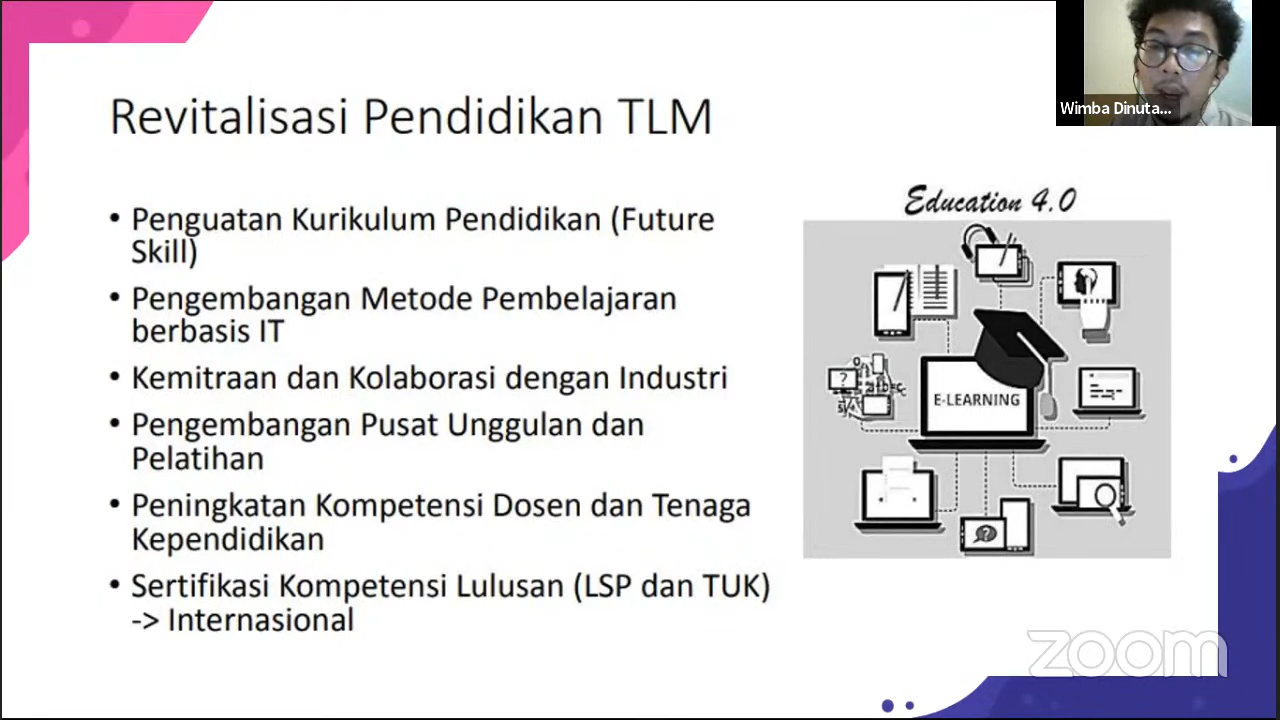 Wimba Dinuta...
Revitalisasi Pendidikan TLM
• Penguatan Kurikulum Pendidikan (Future
Skill)
• Pengembangan Metode Pembelajaran
berbasis IT
• Kemitraan dan Kolaborasi dengan Industri
• Pengembangan Pusat Unggulan dan
Pelatihan
• Peningkatan Kompetensi Dosen dan Tenaga
Kependidikan
• Sertifikasi Kompetensi Lulusan (LSP dan TUK)
-> Internasional
Education 4.0
E-LEARNING
zoom